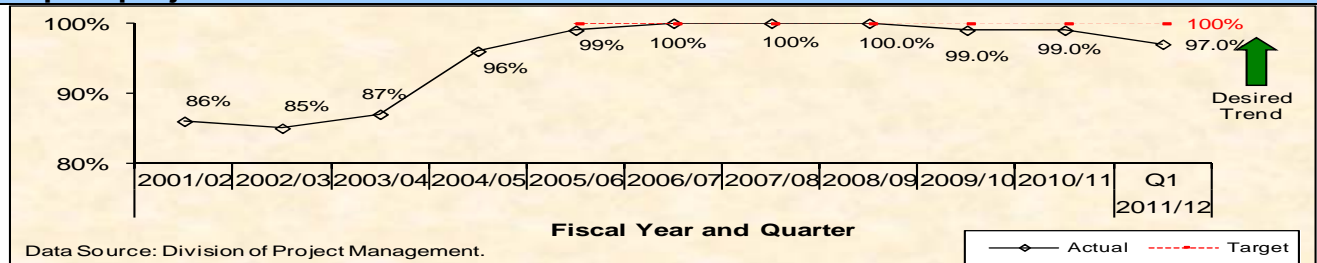 100%
90%
80%
86%
85%
87%
96%
99%
100%
100%
100.0%
99.0%
99.0%
97.0%
100%
Desired
Trend
2001/02 2002/03 2003/04 2004/05 2005/06 2006/07 2007/08 2008/09 2009/10 2010/11 Q1
2011/12
Fiscal Year and Quarter
Data Source: Division of Project Management.
Actual Target